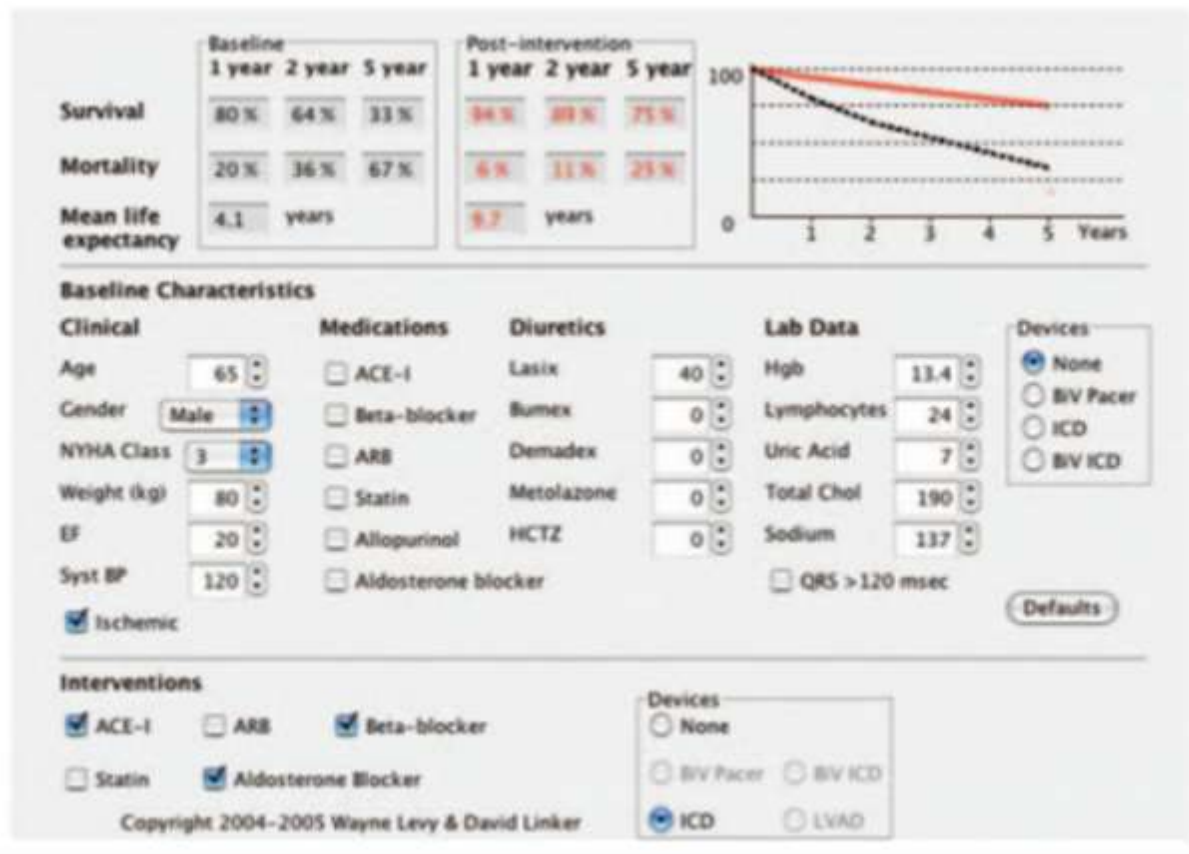 Baseline Post-intervention
1 year 2 year 5 year 1 year 2 year 5 year
100
Survival 80 % 64 % 33 % 94 % 89 % 75 %
Mortality 20 % 36 % 67 % 6 % 11 % 25 %
Mean life expectancy 4.1 years 9.7 years
0 1 2 3 4 5 Years
Baseline Characteristics
Clinical Medications Diuretics Lab Data Devices
Age 65 ACE-I Lasix 40 Hgb 13.4 None
Gender Male Beta-blocker Bumex 0 Lymphocytes 24 BiV Pacer
NYHA Class 3 ARB Demadex 0 Uric Acid 7 ICD
BiV ICD
Weight (kg) 80 Statin Metolazone 0 Total Chol 190
EF 20 Allopurinol HCTZ 0 Sodium 137
Syst BP 120 Aldosterone blocker QRS >120 msec
Defaults
Ischemic
Interventions
Devices
ACE-I ARB Beta-blocker None
Statin Aldosterone Blocker BiV Pacer BiV ICD
Copyright 2004-2005 Wayne Levy & David Linker ICD LVAD